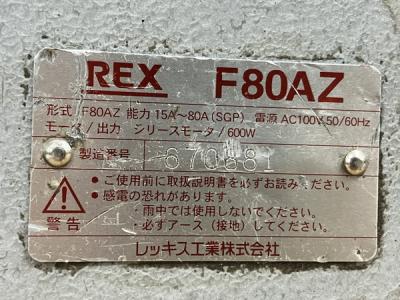 REX F80AZ
形式 F80AZ 能力 15A～80A(SGP) 電源 AC100V 50/60Hz
モータ/出力 シリースモータ/600W
製造番号 670681
●ご使用前に取扱説明書を必ずお読みください。
●感電の恐れがあります。
・雨中では使用しないでください。
・必ずアース（接地）してください。
警告
レッキス工業株式会社